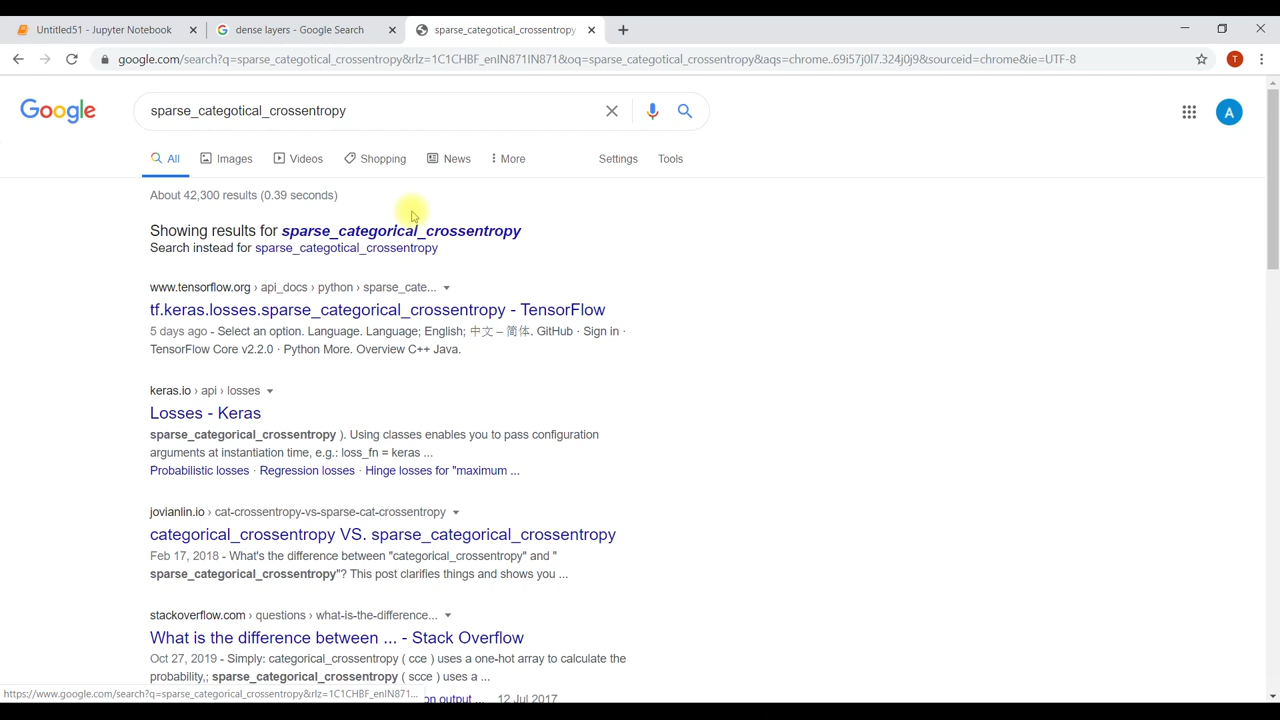 Untitled51 - Jupyter Notebook
dense layers - Google Search
sparse_categotical_crossentropy
google.com/search?q=sparse_categotical_crossentropy&rlz=1C1CHBF_enIN871IN871&oq=sparse_categotical_crossentropy&aqs=chrome..69i57j0l7.324j0j9&sourceid=chrome&ie=UTF-8
T
Google
sparse_categotical_crossentropy
A
All
Images
Videos
Shopping
News
More
Settings
Tools
About 42,300 results (0.39 seconds)
Showing results for sparse_categorical_crossentropy
Search instead for sparse_categotical_crossentropy
www.tensorflow.org › api_docs › python › sparse_cate...
tf.keras.losses.sparse_categorical_crossentropy - TensorFlow
5 days ago - Select an option. Language. Language; English; 中文 – 简体. GitHub · Sign in ·
TensorFlow Core v2.2.0 · Python More. Overview C++ Java.
keras.io › api › losses
Losses - Keras
sparse_categorical_crossentropy ). Using classes enables you to pass configuration
arguments at instantiation time, e.g.: loss_fn = keras ...
Probabilistic losses · Regression losses · Hinge losses for "maximum ...
jovianlin.io › cat-crossentropy-vs-sparse-cat-crossentropy
categorical_crossentropy VS. sparse_categorical_crossentropy
Feb 17, 2018 - What's the difference between "categorical_crossentropy" and "
sparse_categorical_crossentropy"? This post clarifies things and shows you ...
stackoverflow.com › questions › what-is-the-difference...
What is the difference between ... - Stack Overflow
Oct 27, 2019 - Simply: categorical_crossentropy ( cce ) uses a one-hot array to calculate the
probability,; sparse_categorical_crossentropy ( scce ) uses a ...
https://www.google.com/search?q=sparse_categotical_crossentropy&rlz=1C1CHBF_enIN871...
on output ... 12 Jul 2017